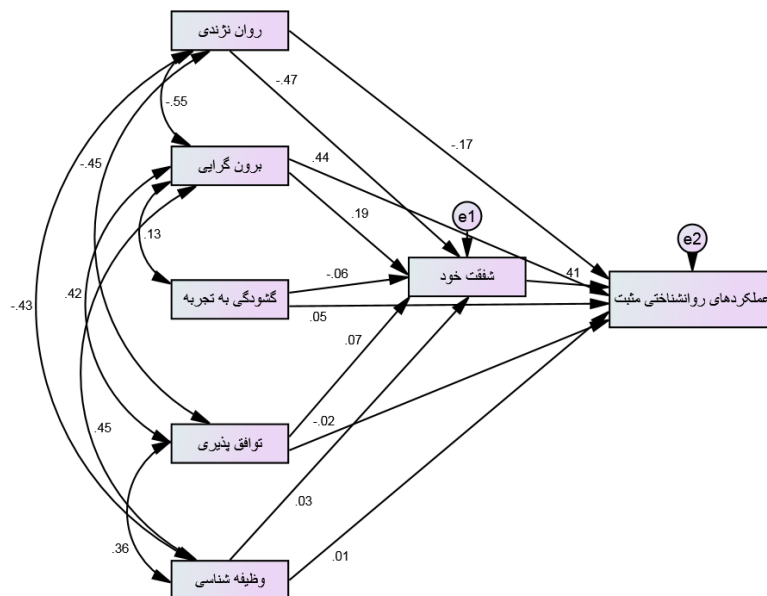 روان نژندی
-.47
-.17
-.55
برون گرایی
.44
-.45
.19
e1
e2
.13
شفقت خود
.41
عملکردهای روانشناختی مثبت
-.06
گشودگی به تجربه
.05
-.43
.42
.07
توافق پذیری
-.02
.45
.03
.36
.01
وظیفه شناسی